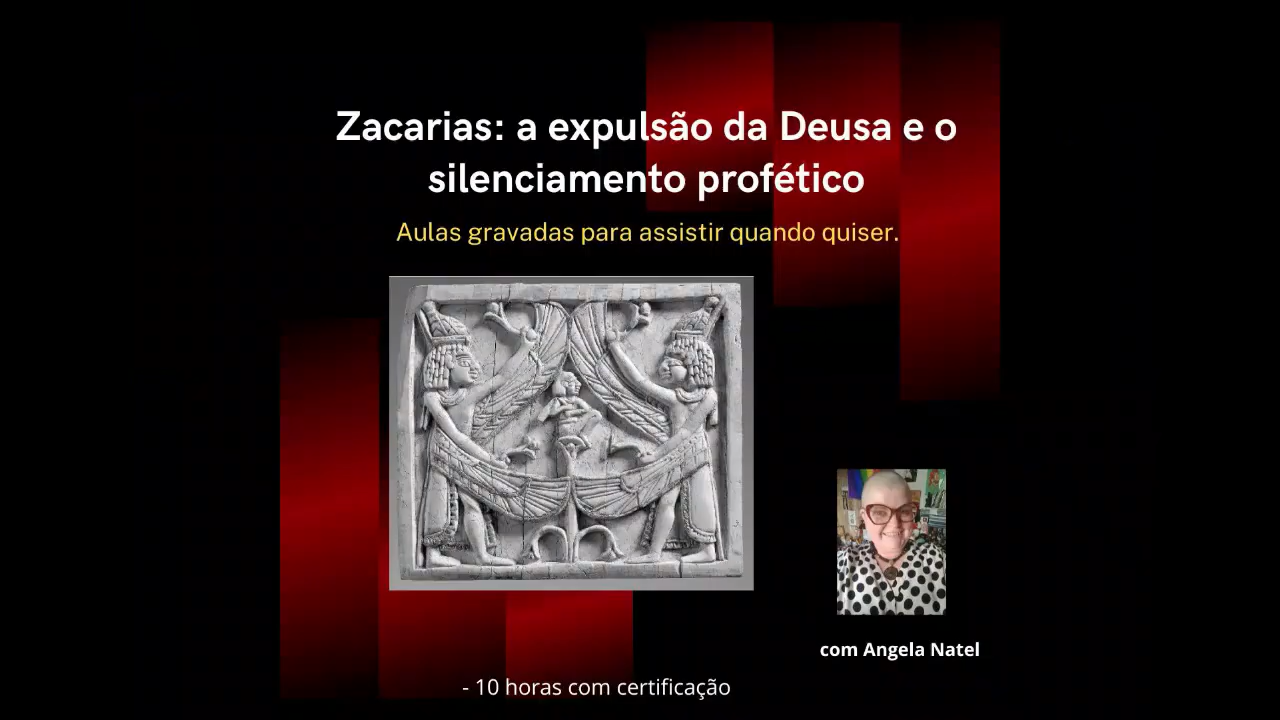 Zacarias: a expulsão da Deusa e o
silenciamento profético
Aulas gravadas para assistir quando quiser.
com Angela Natel
- 10 horas com certificação